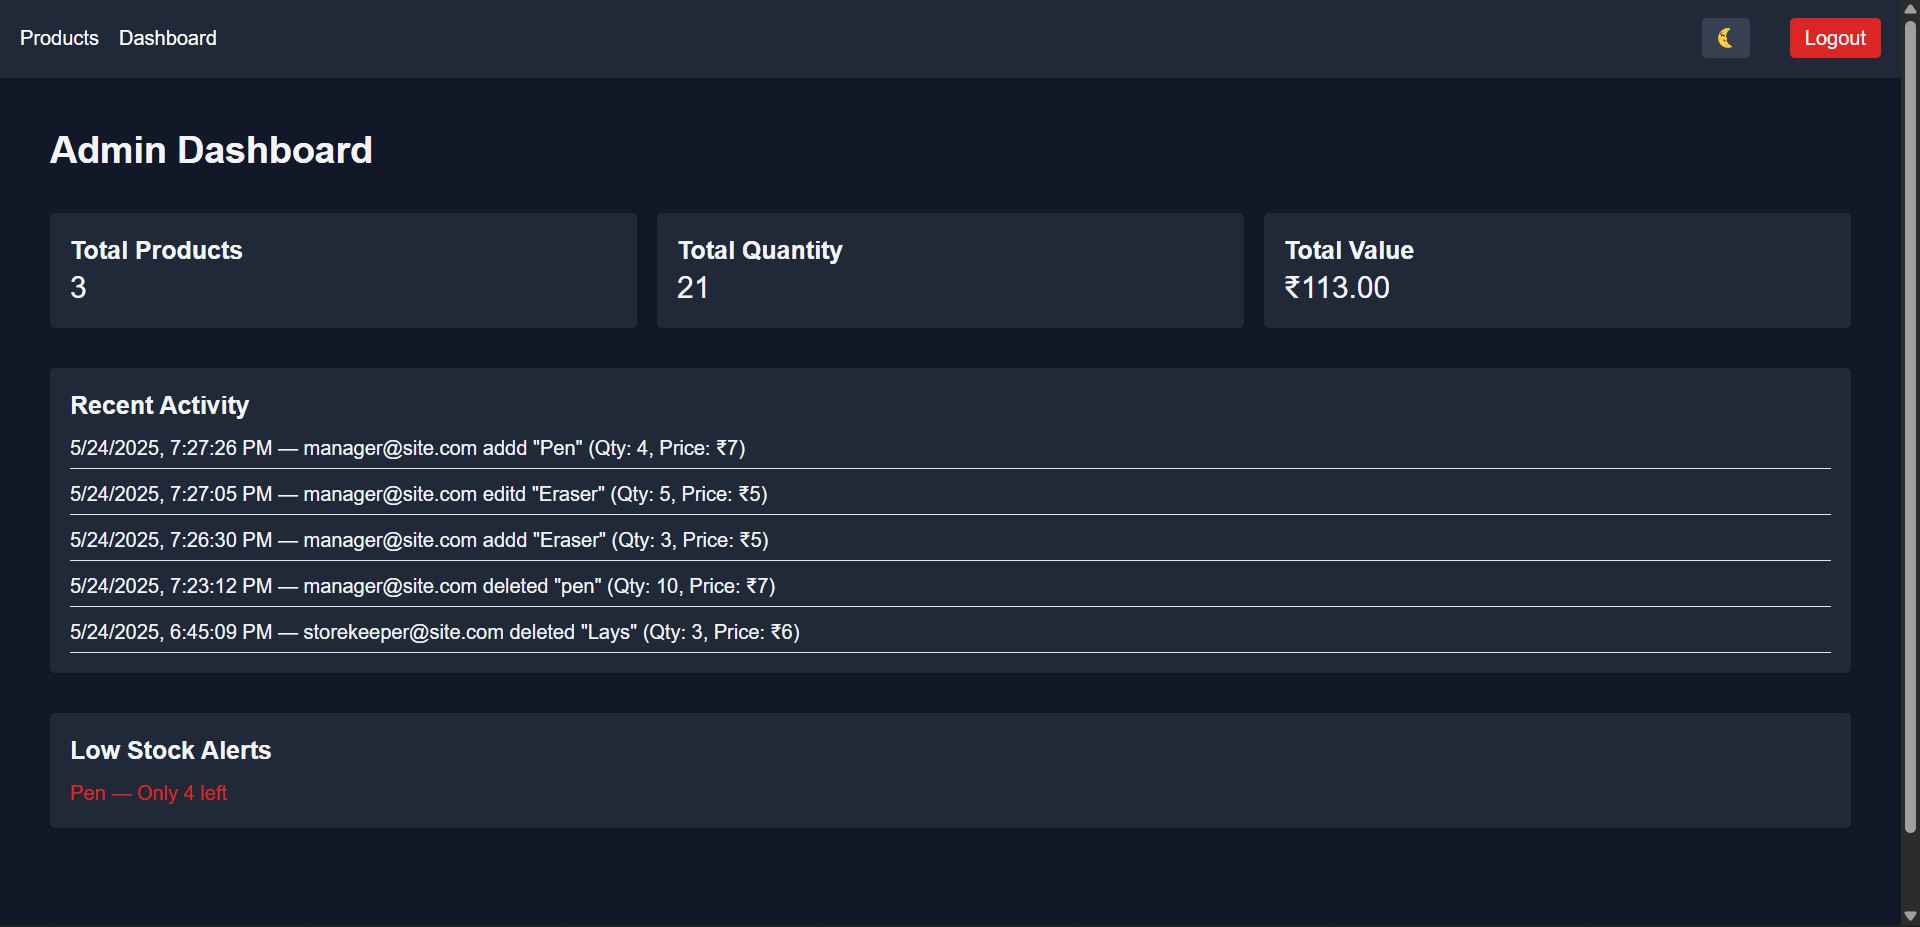 Products Dashboard Logout
Admin Dashboard
Total Products
3
Total Quantity
21
Total Value
₹113.00
Recent Activity
5/24/2025, 7:27:26 PM — manager@site.com addd "Pen" (Qty: 4, Price: ₹7)
5/24/2025, 7:27:05 PM — manager@site.com editd "Eraser" (Qty: 5, Price: ₹5)
5/24/2025, 7:26:30 PM — manager@site.com addd "Eraser" (Qty: 3, Price: ₹5)
5/24/2025, 7:23:12 PM — manager@site.com deleted "pen" (Qty: 10, Price: ₹7)
5/24/2025, 6:45:09 PM — storekeeper@site.com deleted "Lays" (Qty: 3, Price: ₹6)
Low Stock Alerts
Pen — Only 4 left